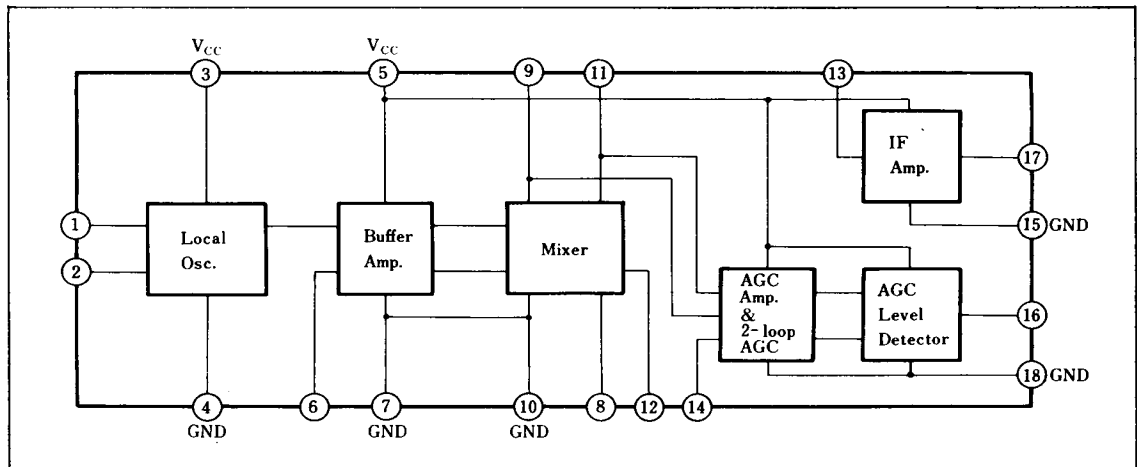 V_CC V_CC
3 5 9 11 13
IF
Amp.
17
1
15 GND
Local
Osc.
Buffer
Amp.
Mixer
2
AGC
Amp.
&
2-loop
AGC
AGC
Level
Detector
16
18 GND
4 6 7 10 8 12 14
GND GND GND